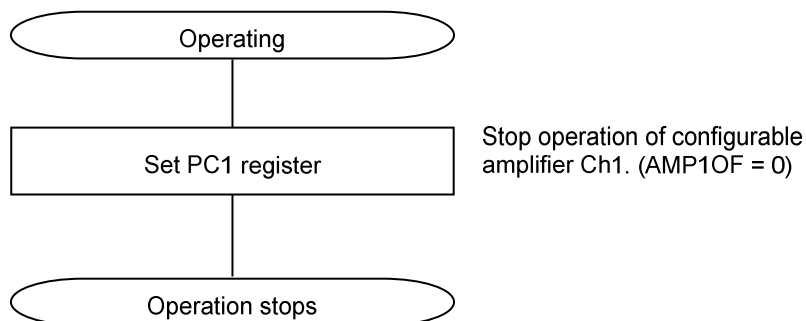 Operating
Set PC1 register
Stop operation of configurable
amplifier Ch1. (AMP1OF = 0)
Operation stops